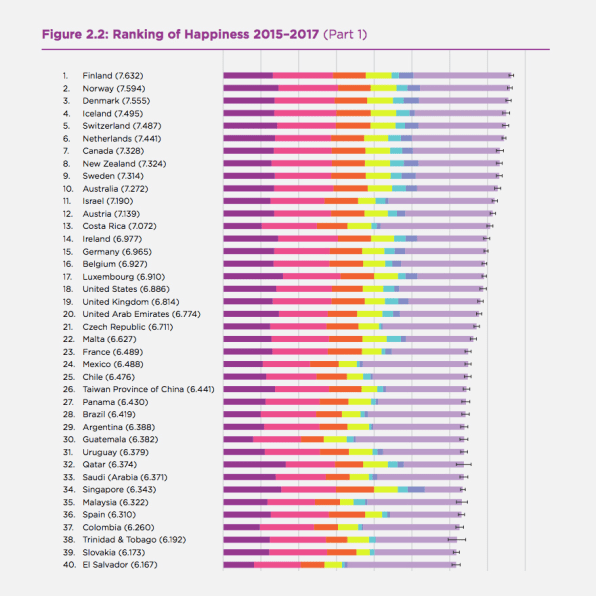 Figure 2.2: Ranking of Happiness 2015–2017 (Part 1)
1. Finland (7.632)
2. Norway (7.594)
3. Denmark (7.555)
4. Iceland (7.495)
5. Switzerland (7.487)
6. Netherlands (7.441)
7. Canada (7.328)
8. New Zealand (7.324)
9. Sweden (7.314)
10. Australia (7.272)
11. Israel (7.190)
12. Austria (7.139)
13. Costa Rica (7.072)
14. Ireland (6.977)
15. Germany (6.965)
16. Belgium (6.927)
17. Luxembourg (6.910)
18. United States (6.886)
19. United Kingdom (6.814)
20. United Arab Emirates (6.774)
21. Czech Republic (6.711)
22. Malta (6.627)
23. France (6.489)
24. Mexico (6.488)
25. Chile (6.476)
26. Taiwan Province of China (6.441)
27. Panama (6.430)
28. Brazil (6.419)
29. Argentina (6.388)
30. Guatemala (6.382)
31. Uruguay (6.379)
32. Qatar (6.374)
33. Saudi (Arabia (6.371)
34. Singapore (6.343)
35. Malaysia (6.322)
36. Spain (6.310)
37. Colombia (6.260)
38. Trinidad & Tobago (6.192)
39. Slovakia (6.173)
40. El Salvador (6.167)